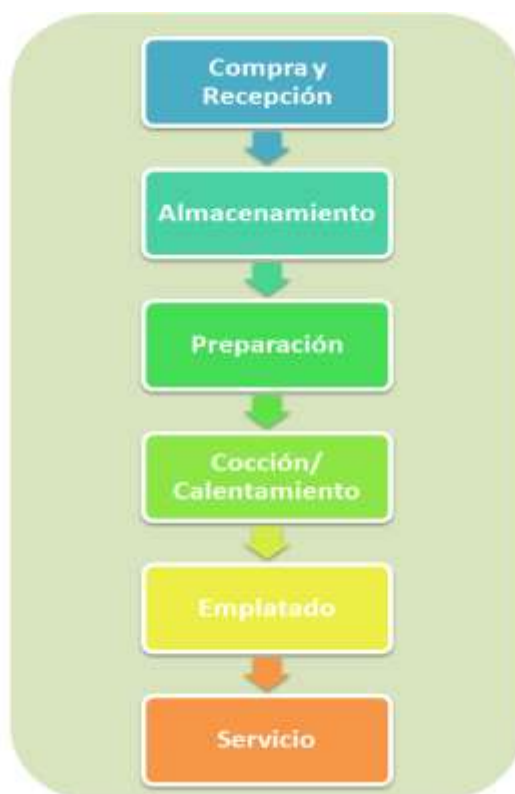 Compra y
Recepción
Almacenamiento
Preparación
Cocción/
Calentamiento
Emplatado
Servicio